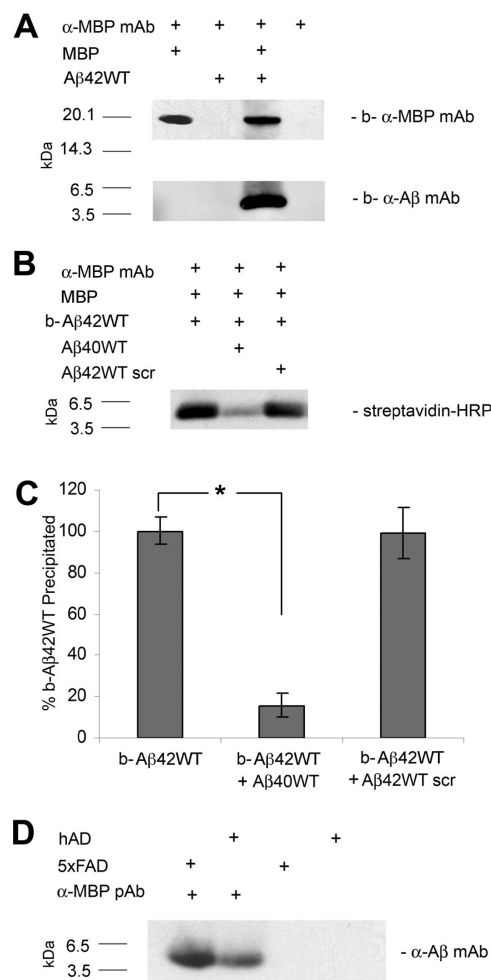 A
α-MBP mAb + + + +
MBP + +
Aβ42WT + +
20.1
- b- α-MBP mAb
14.3
kDa
6.5
- b- α-Aβ mAb
3.5
B
α-MBP mAb + + +
MBP + + +
b-Aβ42WT + + +
Aβ40WT +
Aβ42WT scr +
kDa
6.5
- streptavidin-HRP
3.5
C
% b-Aβ42WT Precipitated
120
100
80
60
40
20
0
*
b-Aβ42WT b-Aβ42WT b-Aβ42WT
+ Aβ40WT + Aβ42WT scr
D
hAD + +
5xFAD + +
α-MBP pAb + +
kDa
6.5
- α-Aβ mAb
3.5